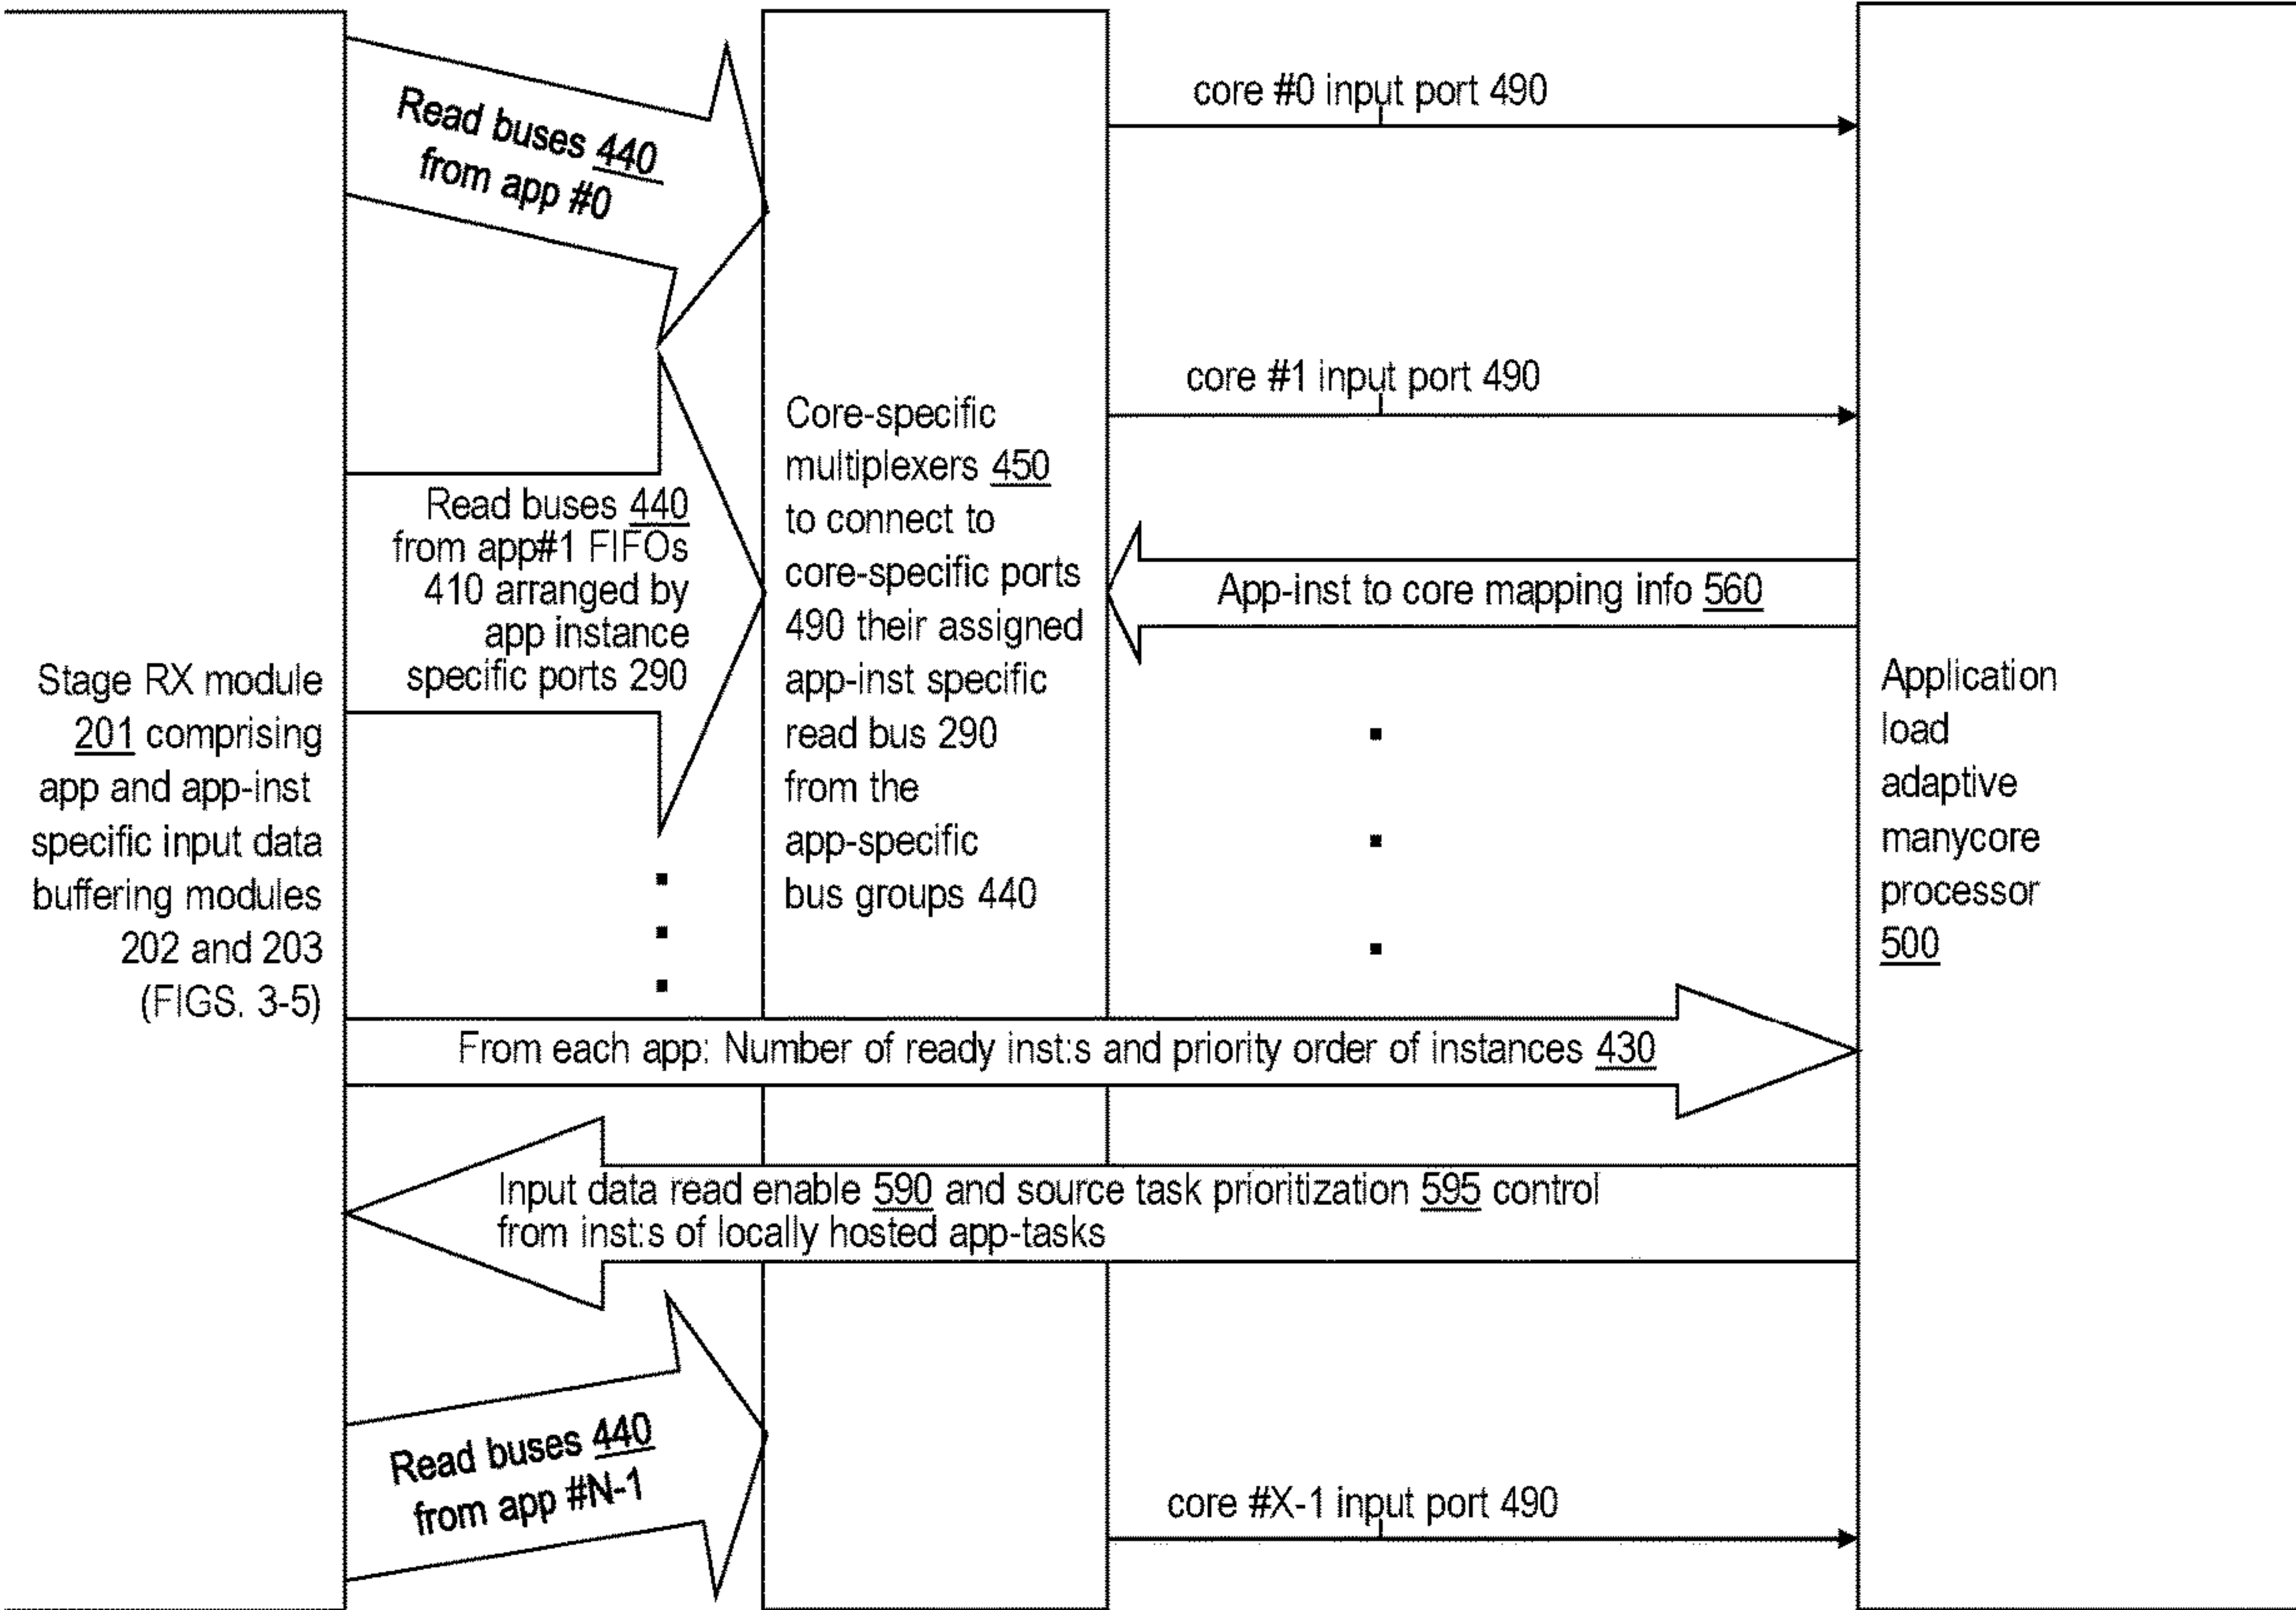 Read buses 440
from app #0
core #0 input port 490
core #1 input port 490
Read buses 440
from app#1 FIFOs
410 arranged by
app instance
specific ports 290
Core-specific
multiplexers 450
to connect to
core-specific ports
490 their assigned
app-inst specific
read bus 290
from the
app-specific
bus groups 440
App-inst to core mapping info 560
Stage RX module
201 comprising
app and app-inst
specific input data
buffering modules
202 and 203
(FIGS. 3-5)
Application
load
adaptive
manycore
processor
500
From each app: Number of ready inst:s and priority order of instances 430
Input data read enable 590 and source task prioritization 595 control
from inst:s of locally hosted app-tasks
Read buses 440
from app #N-1
core #X-1 input port 490